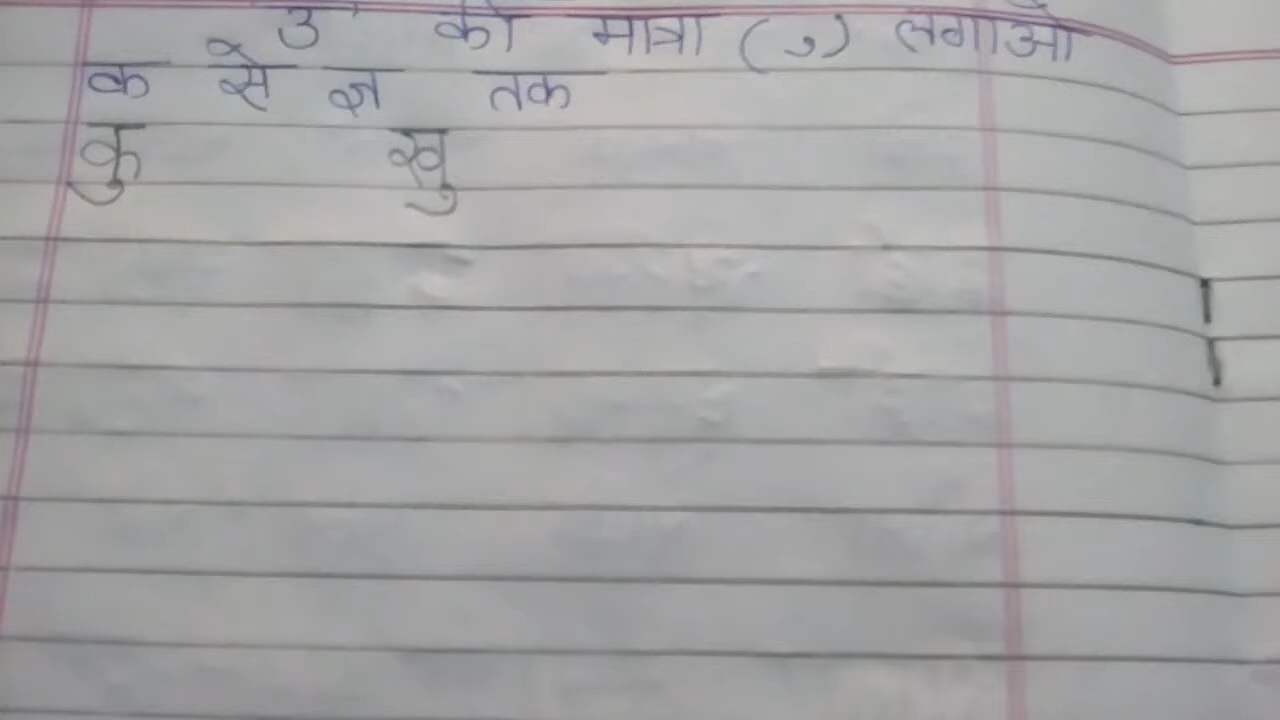 उ की मात्रा ( ु ) लगाओ
क से ज्ञ तक
कु खु